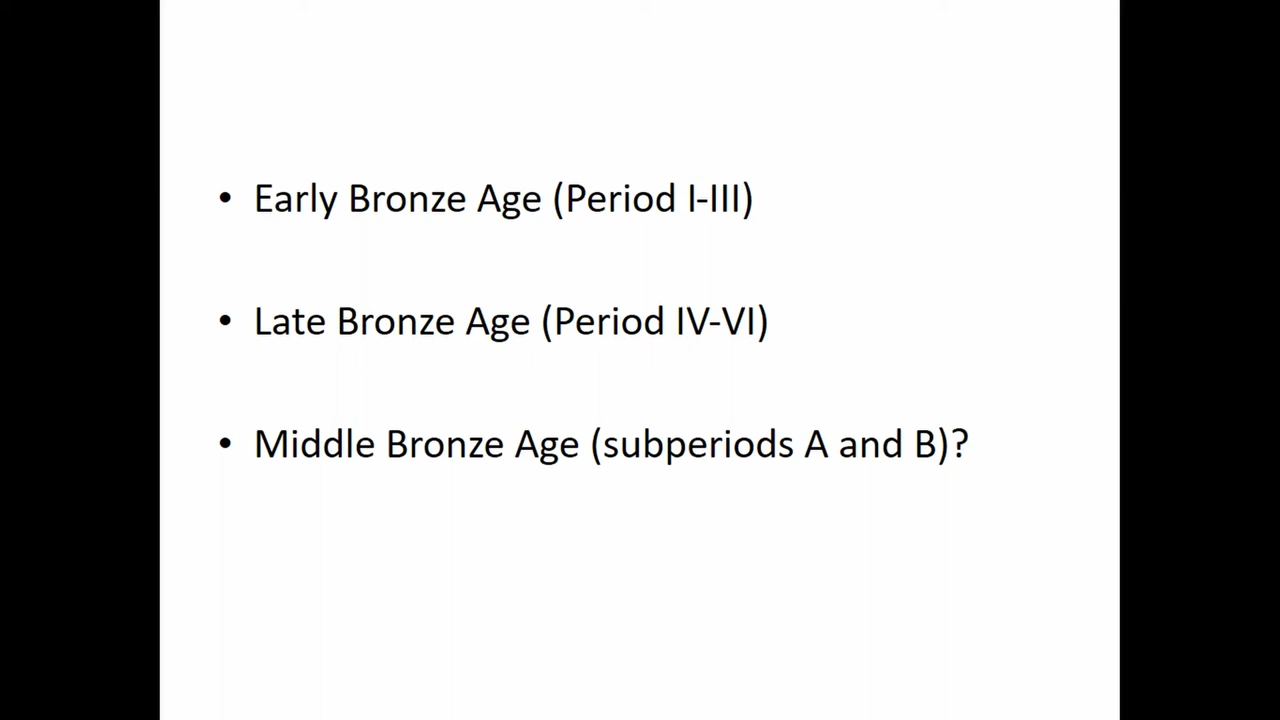 • Early Bronze Age (Period I-III)
• Late Bronze Age (Period IV-VI)
• Middle Bronze Age (subperiods A and B)?